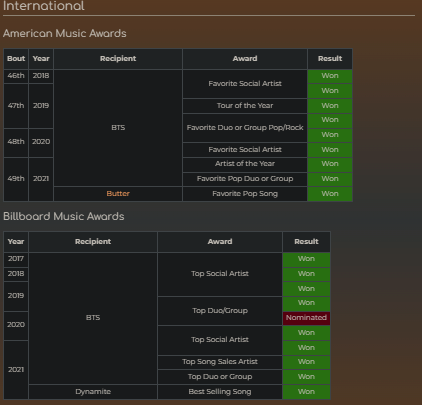 International
American Music Awards
Bout Year Recipient Award Result
46th 2018 BTS Favorite Social Artist Won
47th 2019 Won
Tour of the Year Won
Favorite Duo or Group Pop/Rock Won
48th 2020 Won
Favorite Social Artist Won
49th 2021 Artist of the Year Won
Favorite Pop Duo or Group Won
Butter Favorite Pop Song Won
Billboard Music Awards
Year Recipient Award Result
2017 BTS Top Social Artist Won
2018 Won
2019 Won
Top Duo/Group Won
2020 Nominated
Top Social Artist Won
2021 Won
Top Song Sales Artist Won
Top Duo or Group Won
Dynamite Best Selling Song Won